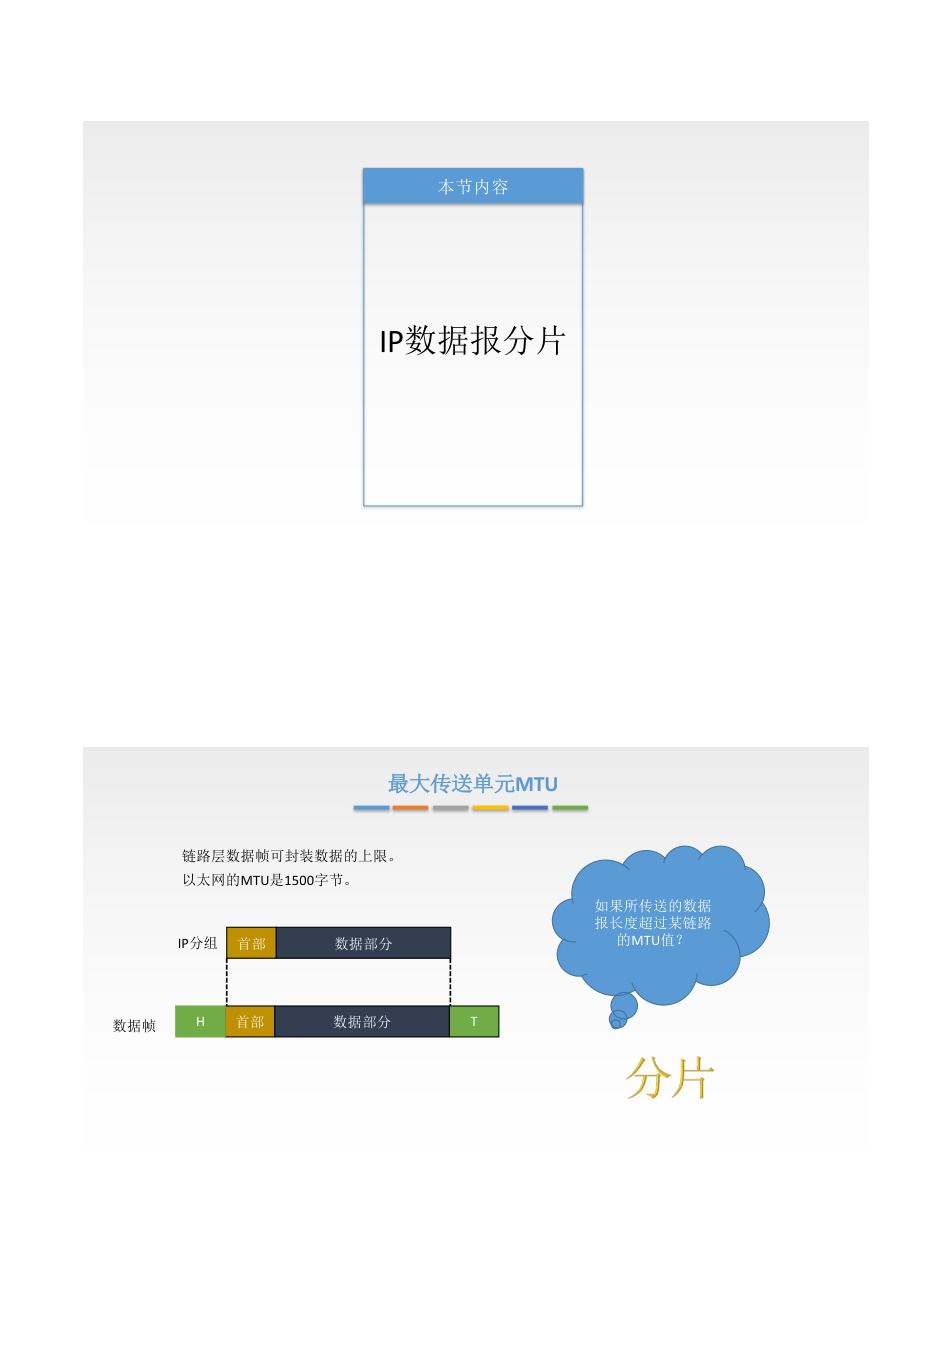 本节内容
IP数据报分片
最大传送单元MTU
链路层数据帧可封装数据的上限。
以太网的MTU是1500字节。
如果所传送的数据
报长度超过某链路
的MTU值？
IP分组
首部
数据部分
数据帧
H
首部
数据部分
T
分片